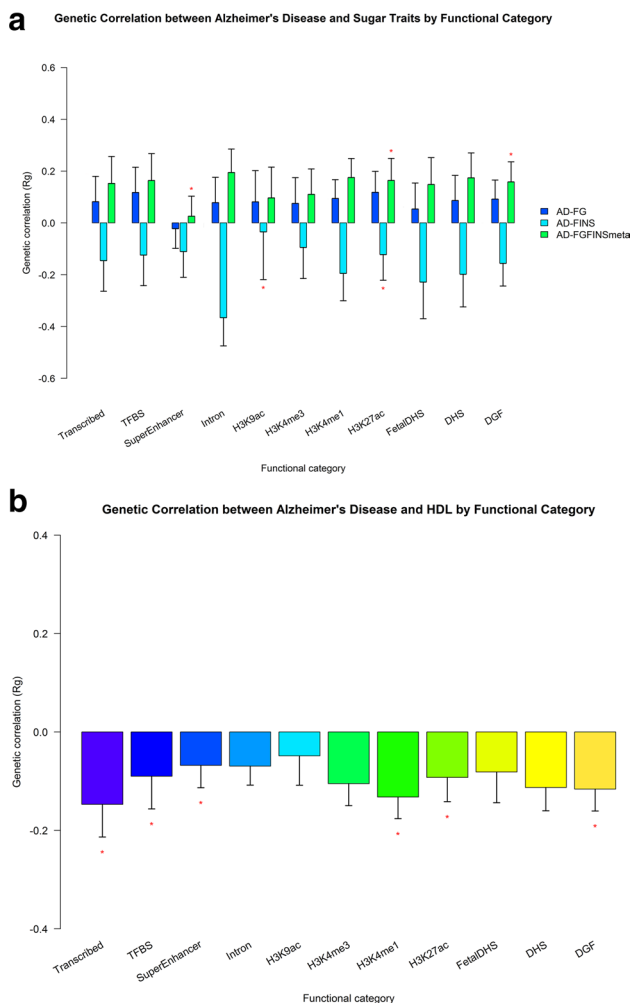 a
Genetic Correlation between Alzheimer's Disease and Sugar Traits by Functional Category
0.6
0.4
0.2
0.0
-0.2
-0.4
-0.6
Genetic correlation (Rg)
*
*
*
*
*
AD-FG
AD-FINS
AD-FGFINSmeta
Transcribed
TFBS
SuperEnhancer
Intron
H3K9ac
H3K4me3
H3K4me1
H3K27ac
FetalDHS
DHS
DGF
Functional category
b
Genetic Correlation between Alzheimer's Disease and HDL by Functional Category
0.4
0.2
0.0
-0.2
-0.4
Genetic correlation (Rg)
*
*
*
*
*
*
Transcribed
TFBS
SuperEnhancer
Intron
H3K9ac
H3K4me3
H3K4me1
H3K27ac
FetalDHS
DHS
DGF
Functional category